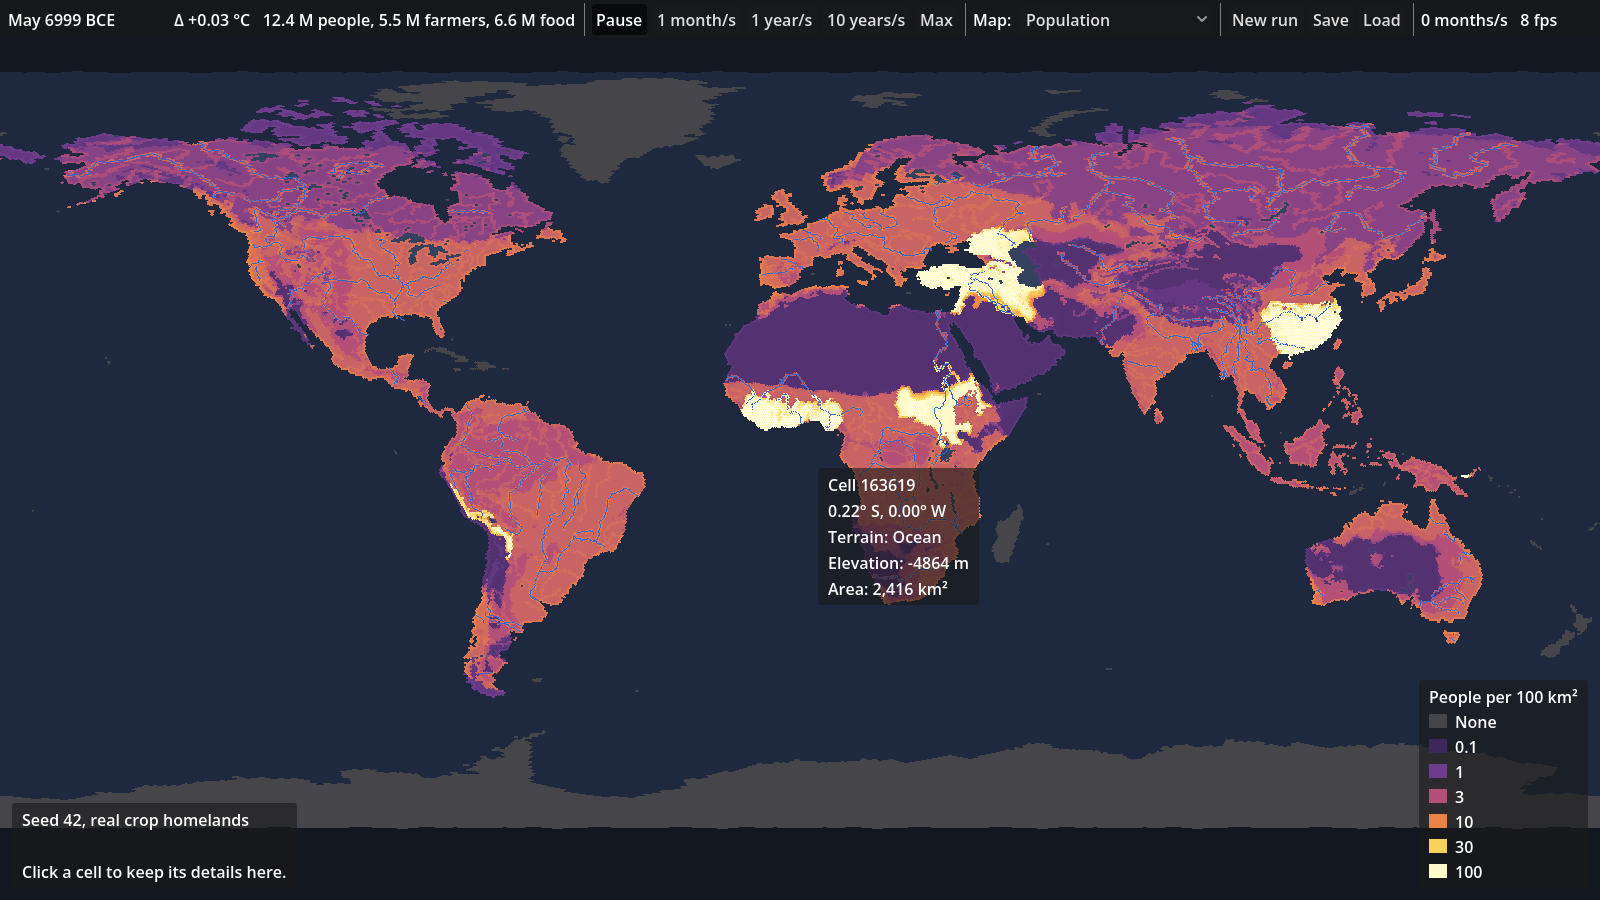 May 6999 BCE Δ +0.03 °C 12.4 M people, 5.5 M farmers, 6.6 M food Pause 1 month/s 1 year/s 10 years/s Max Map: Population New run Save Load 0 months/s 8 fps
Cell 163619
0.22° S, 0.00° W
Terrain: Ocean
Elevation: -4864 m
Area: 2,416 km²
People per 100 km²
None
0.1
1
3
10
30
100
Seed 42, real crop homelands
Click a cell to keep its details here.